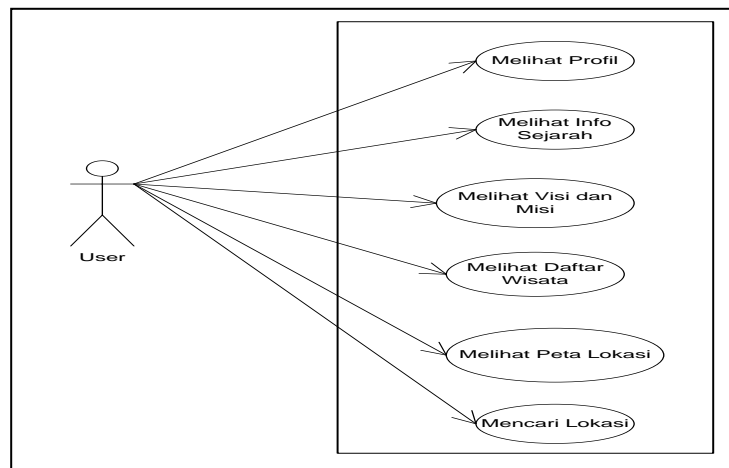 Melihat Profil
Melihat Info
Sejarah
Melihat Visi dan
Misi
User
Melihat Daftar
Wisata
Melihat Peta Lokasi
Mencari Lokasi